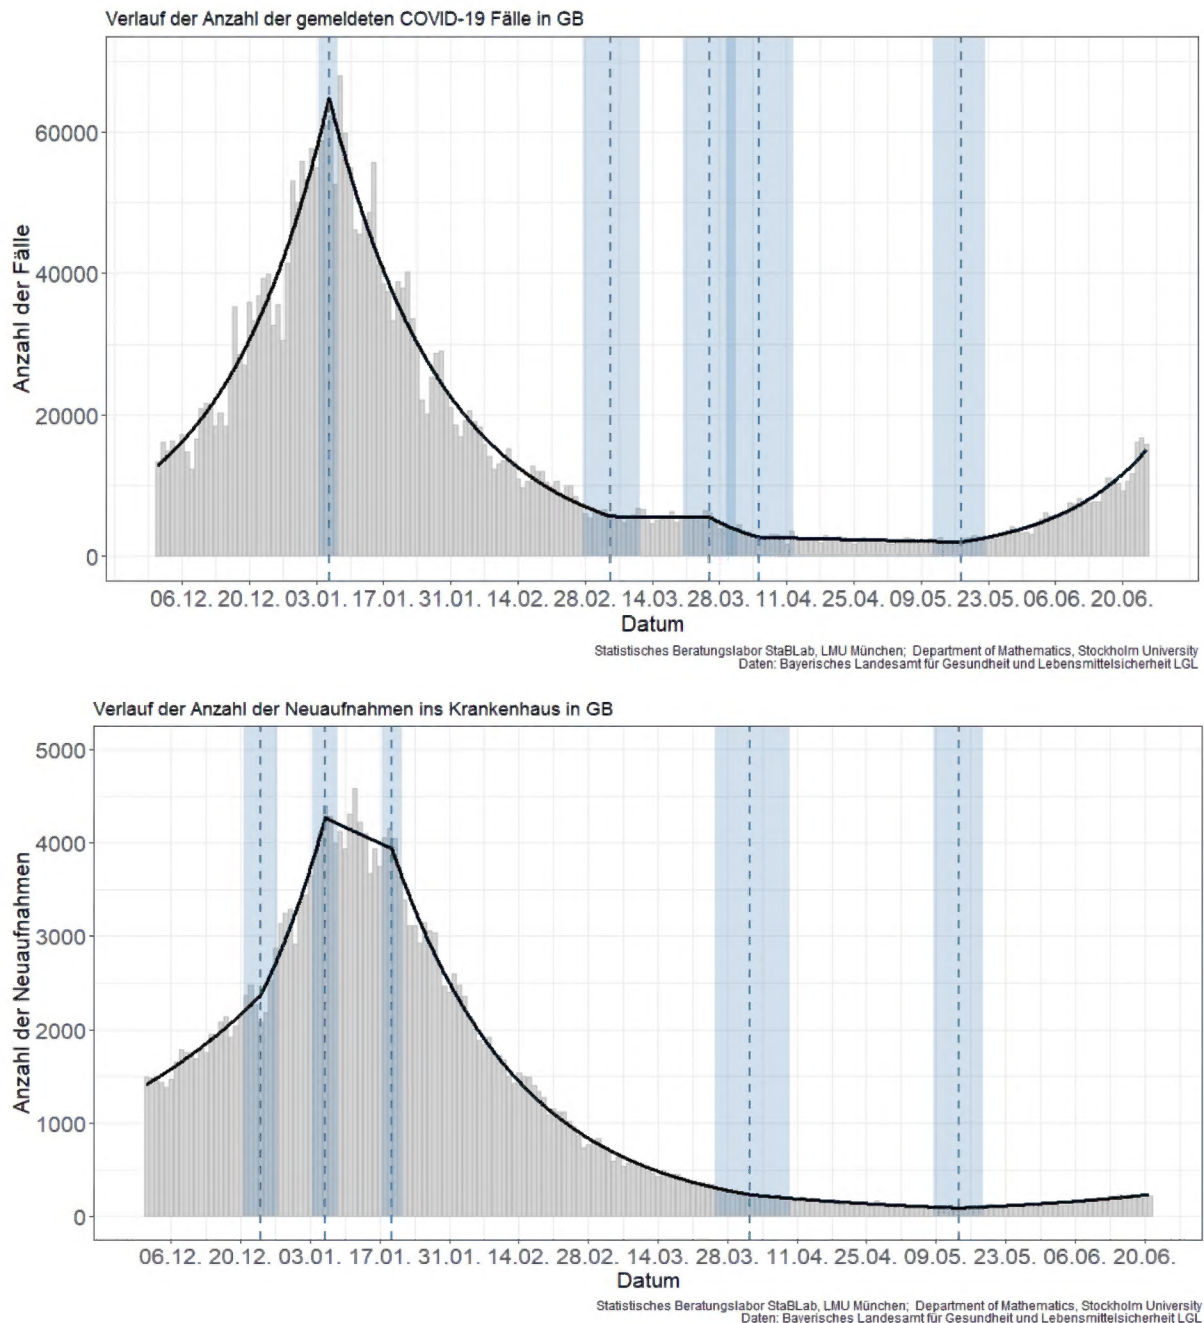 Verlauf der Anzahl der gemeldeten COVID-19 Fälle in GB
60000
40000
20000
0
Anzahl der Fälle
06.12. 20.12. 03.01. 17.01. 31.01. 14.02. 28.02. 14.03. 28.03. 11.04. 25.04. 09.05. 23.05. 06.06. 20.06.
Datum
Statistisches Beratungslabor StaBLab, LMU München; Department of Mathematics, Stockholm University
Daten: Bayerisches Landesamt für Gesundheit und Lebensmittelsicherheit LGL
Verlauf der Anzahl der Neuaufnahmen ins Krankenhaus in GB
5000
4000
3000
2000
1000
0
Anzahl der Neuaufnahmen
06.12. 20.12. 03.01. 17.01. 31.01. 14.02. 28.02. 14.03. 28.03. 11.04. 25.04. 09.05. 23.05. 06.06. 20.06.
Datum
Statistisches Beratungslabor StaBLab, LMU München; Department of Mathematics, Stockholm University
Daten: Bayerisches Landesamt für Gesundheit und Lebensmittelsicherheit LGL